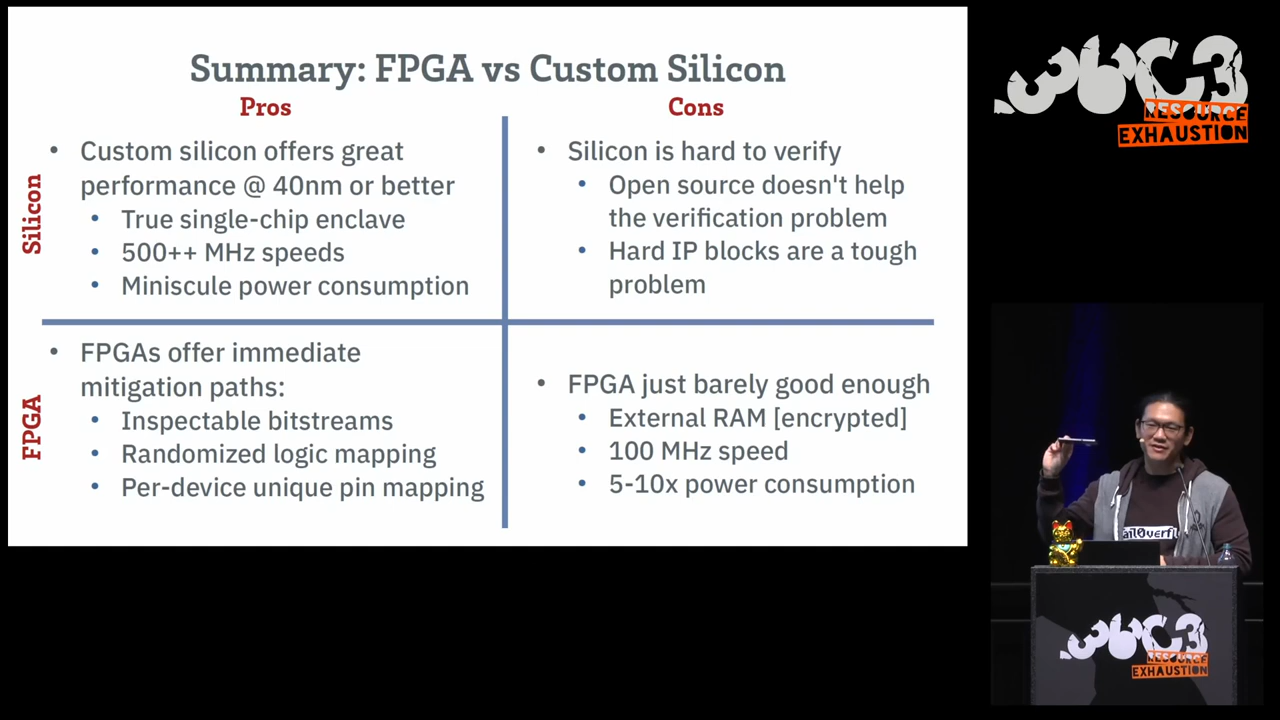 Summary: FPGA vs Custom Silicon
Pros
Cons
Silicon
• Custom silicon offers great
performance @ 40nm or better
• True single-chip enclave
• 500++ MHz speeds
• Miniscule power consumption
• Silicon is hard to verify
• Open source doesn't help
the verification problem
• Hard IP blocks are a tough
problem
FPGA
• FPGAs offer immediate
mitigation paths:
• Inspectable bitstreams
• Randomized logic mapping
• Per-device unique pin mapping
• FPGA just barely good enough
• External RAM [encrypted]
• 100 MHz speed
• 5-10x power consumption
36C3
RESOURCE
EXHAUSTION
ail0verfl
36C3
RESOURCE
EXHAUSTION